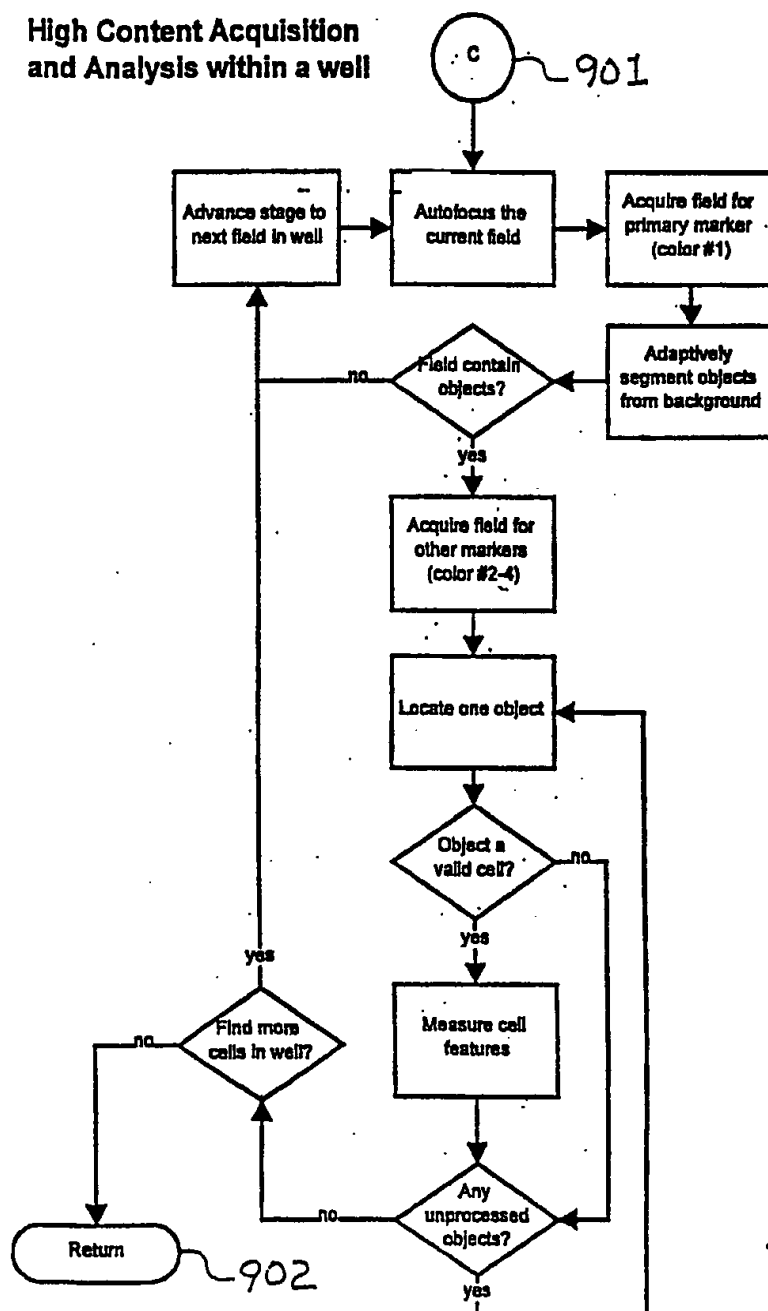 High Content Acquisition
and Analysis within a well
C
901
Advance stage to
next field in well
Autofocus the
current field
Acquire field for
primary marker
(color #1)
Field contain
objects?
no
Adaptively
segment objects
from background
yes
Acquire field for
other markers
(color #2-4)
Locate one object
Object a
valid cell?
no
yes
yes
Measure cell
features
Find more
cells in well?
no
Any
unprocessed
objects?
no
Return
902
yes